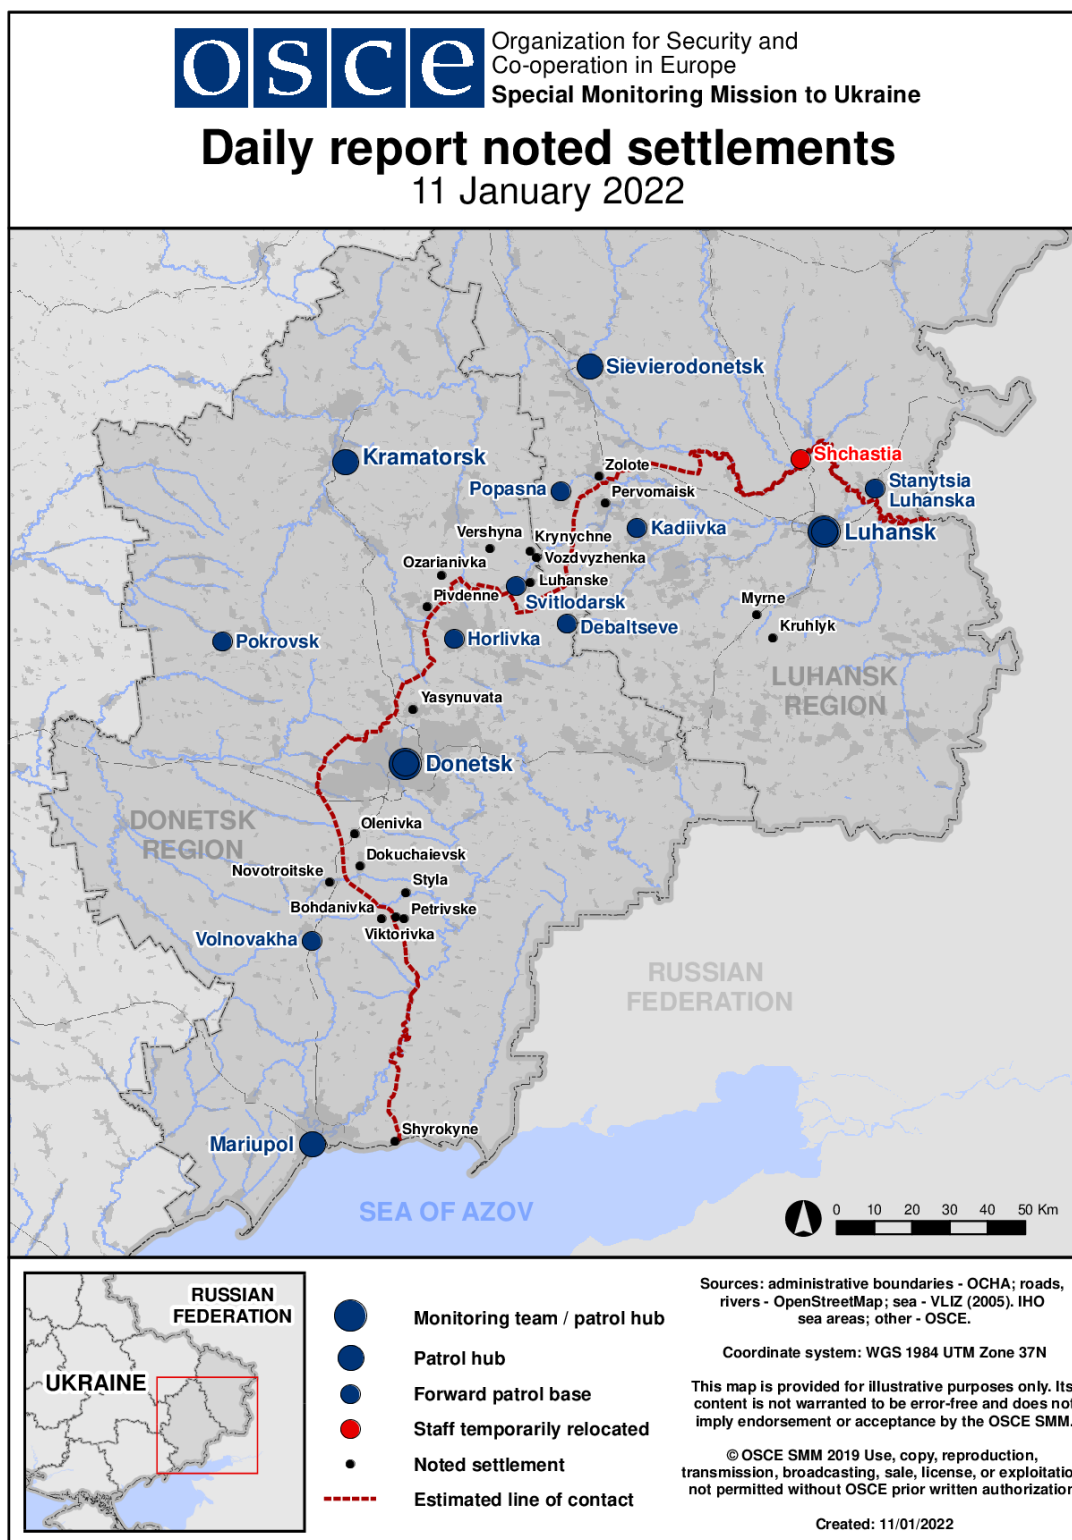 osce
Organization for Security and
Co-operation in Europe
Special Monitoring Mission to Ukraine
Daily report noted settlements
11 January 2022
Sievierodonetsk
Kramatorsk
Shchastia
Zolote
Popasna
Pervomaisk
Stanytsia
Luhanska
Kadiivka
Luhansk
Vershyna
Krynychne
Vozdvyzhenka
Ozarianivka
Luhanske
Pivdenne
Svitlodarsk
Myrne
Debaltseve
Kruhlyk
Pokrovsk
Horlivka
LUHANSK
REGION
Yasynuvata
Donetsk
DONETSK
REGION
Olenivka
Dokuchaievsk
Novotroitske
Styla
Bohdanivka
Petrivske
Viktorivka
Volnovakha
RUSSIAN
FEDERATION
Shyrokyne
Mariupol
SEA OF AZOV
0 10 20 30 40 50 Km
RUSSIAN
FEDERATION
UKRAINE
Monitoring team / patrol hub
Patrol hub
Forward patrol base
Staff temporarily relocated
Noted settlement
Estimated line of contact
Sources: administrative boundaries - OCHA; roads,
rivers - OpenStreetMap; sea - VLIZ (2005). IHO
sea areas; other - OSCE.
Coordinate system: WGS 1984 UTM Zone 37N
This map is provided for illustrative purposes only. Its
content is not warranted to be error-free and does not
imply endorsement or acceptance by the OSCE SMM.
© OSCE SMM 2019 Use, copy, reproduction,
transmission, broadcasting, sale, license, or exploitatio
not permitted without OSCE prior written authorization
Created: 11/01/2022